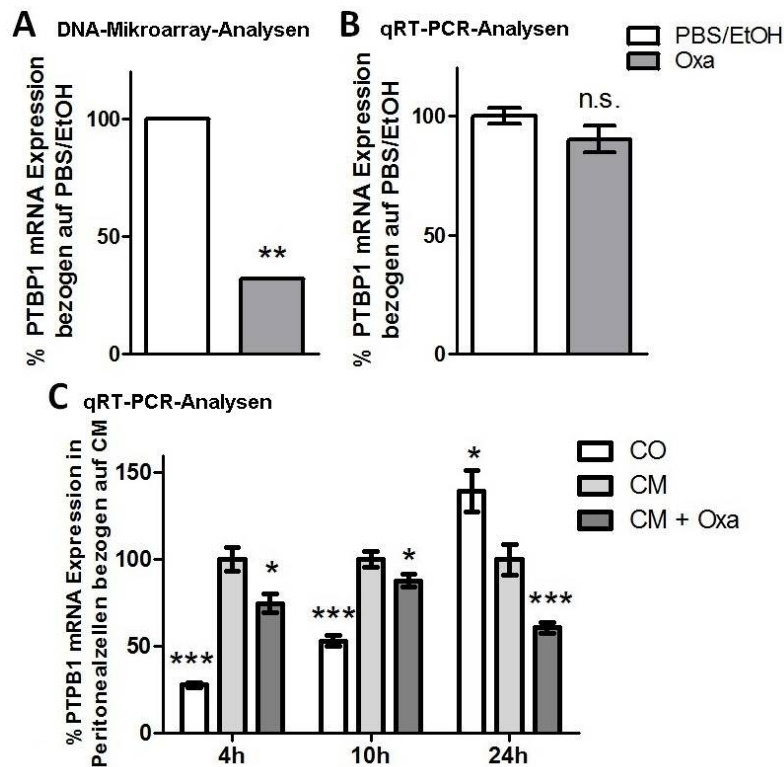 A DNA-Mikroarray-Analysen
% PTBP1 mRNA Expression
bezogen auf PBS/EtOH
100
50
0
**
B qRT-PCR-Analysen
% PTBP1 mRNA Expression
bezogen auf PBS/EtOH
100
50
0
n.s.
PBS/EtOH
Oxa
C qRT-PCR-Analysen
% PTPB1 mRNA Expression in
Peritonealzellen bezogen auf CM
150
100
50
0
***
*
***
*
*
***
4h 10h 24h
CO
CM
CM + Oxa